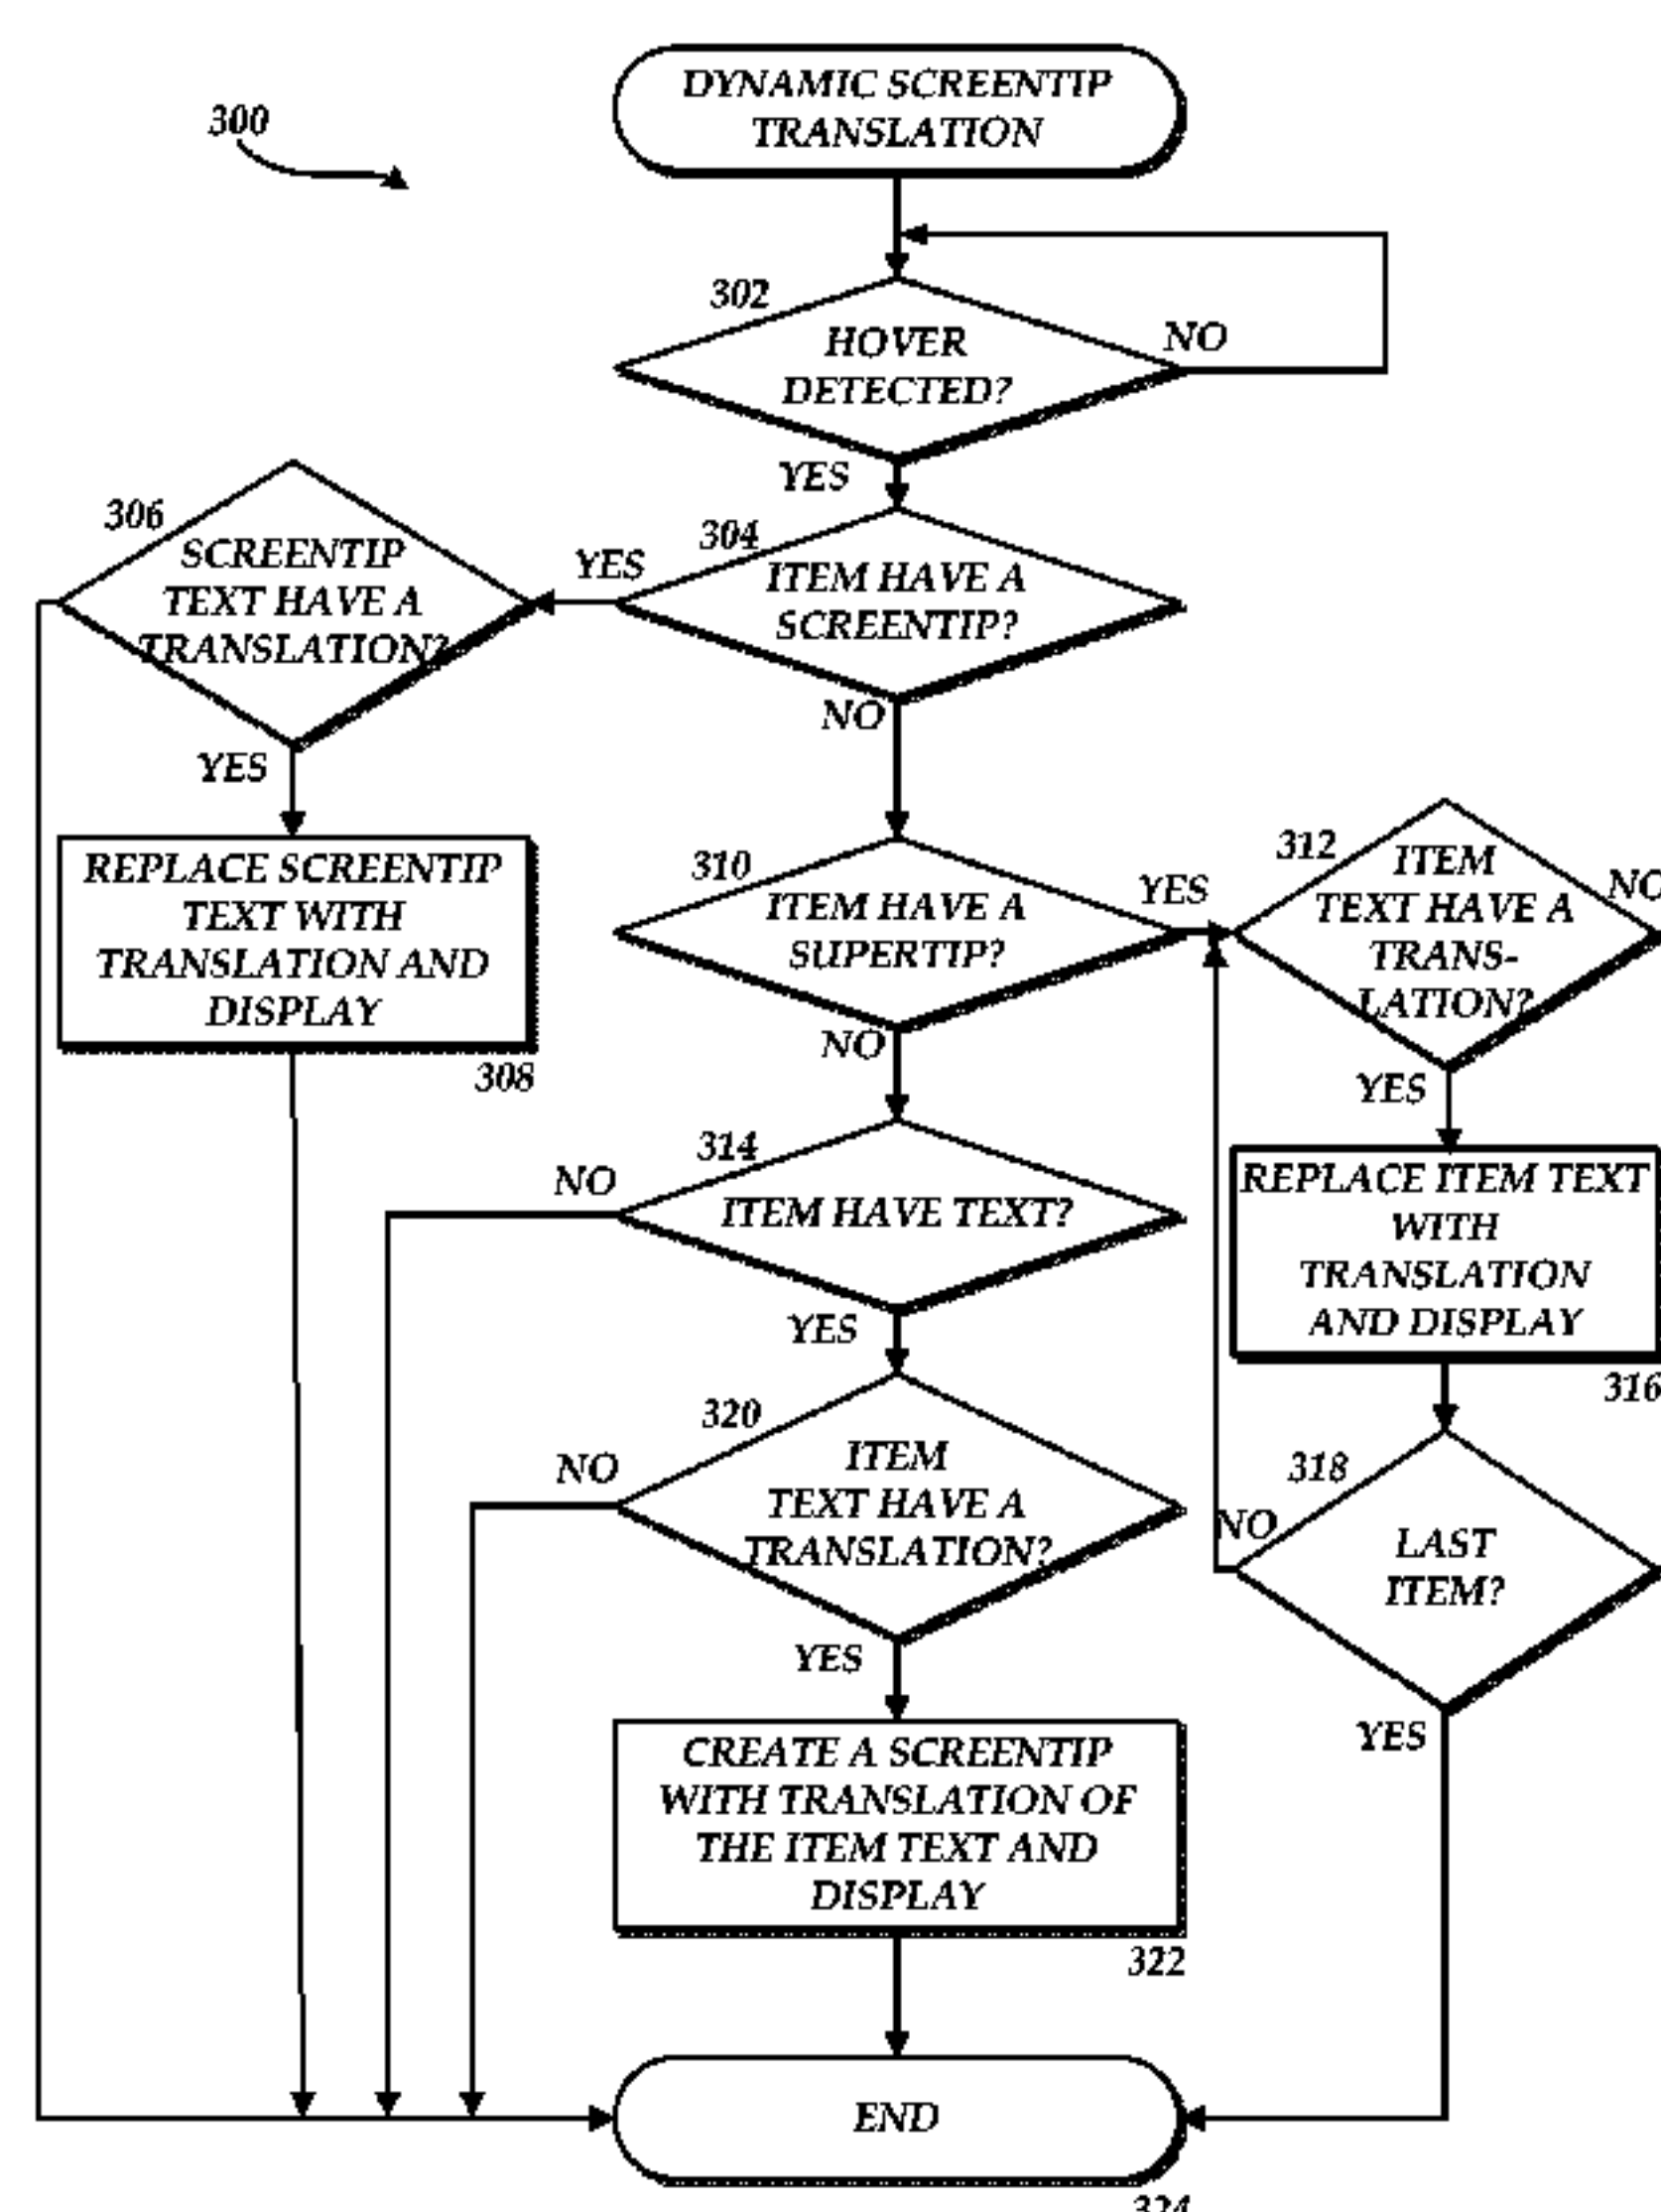 DYNAMIC SCREENTIP
TRANSLATION
300
302
HOVER
DETECTED?
NO
YES
306
SCREENTIP
TEXT HAVE A
TRANSLATION?
YES
304
ITEM HAVE A
SCREENTIP?
YES
NO
REPLACE SCREENTIP
TEXT WITH
TRANSLATION AND
DISPLAY
308
310
ITEM HAVE A
SUPERTIP?
YES
NO
312
ITEM
TEXT HAVE A
TRANS-
LATION?
NO
YES
314
ITEM HAVE TEXT?
NO
YES
REPLACE ITEM TEXT
WITH
TRANSLATION
AND DISPLAY
316
320
ITEM
TEXT HAVE A
TRANSLATION?
NO
YES
318
LAST
ITEM?
NO
YES
CREATE A SCREENTIP
WITH TRANSLATION OF
THE ITEM TEXT AND
DISPLAY
322
END
324